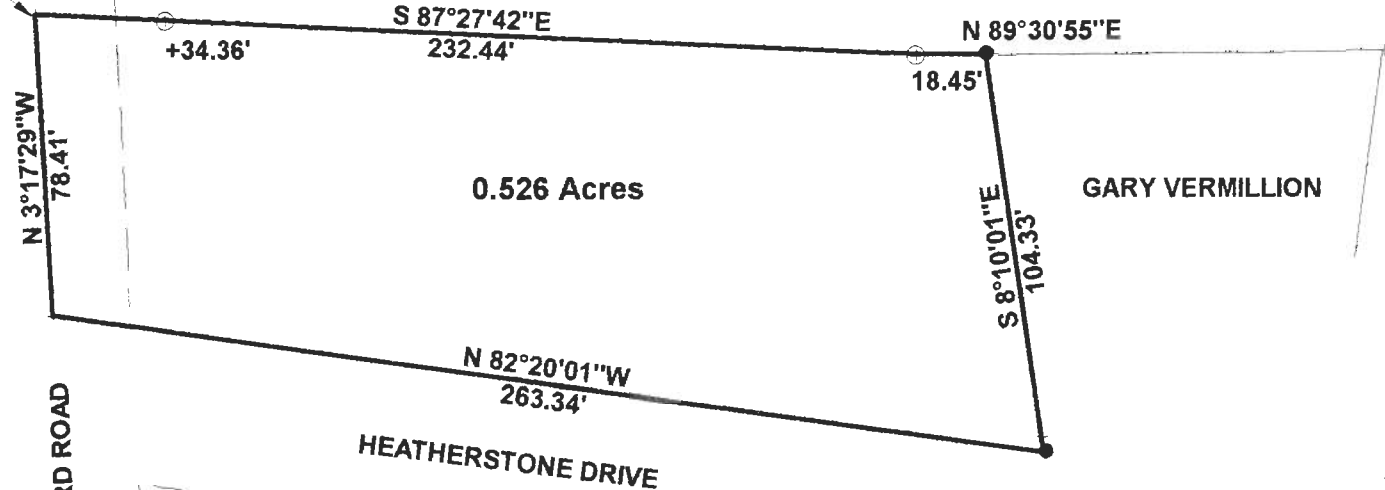 S 87°27'42"E
232.44'
+34.36'
N 89°30'55"E
18.45'
N 3°17'29"W
78.41'
0.526 Acres
S 8°10'01"E
104.33'
GARY VERMILLION
N 82°20'01"W
263.34'
HEATHERSTONE DRIVE
ROAD